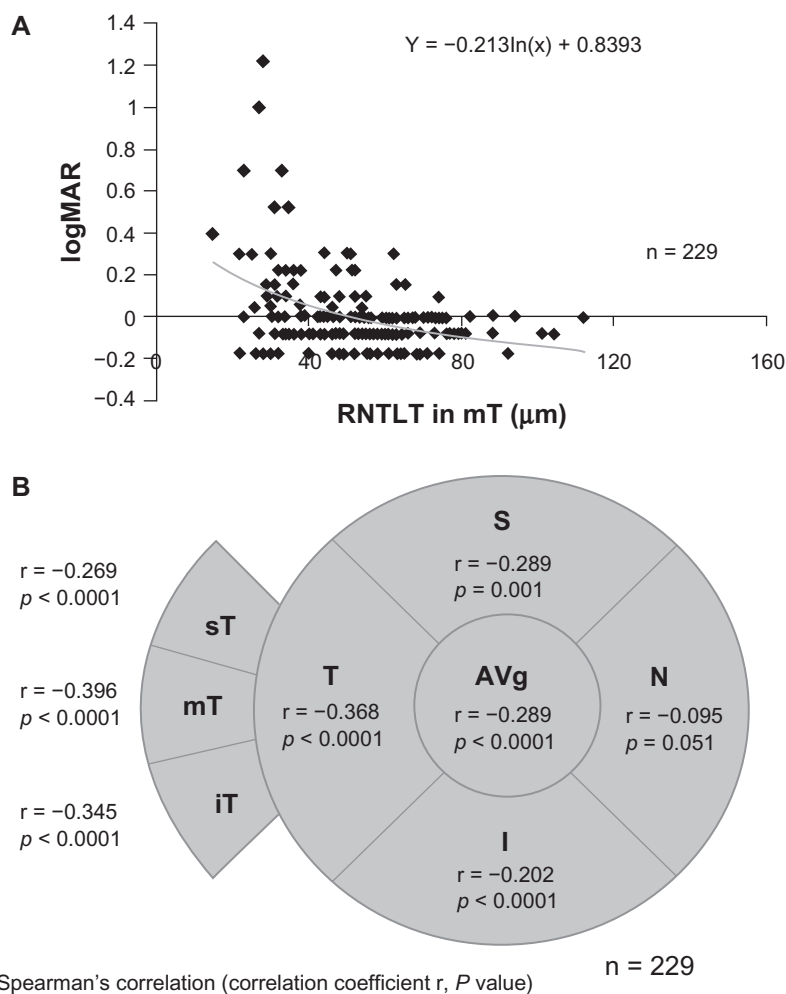 A
1.4
1.2
1
0.8
0.6
0.4
0.2
0
−0.2
−0.4
logMAR
Y = −0.213In(x) + 0.8393
n = 229
0
40
80
120
160
RNTLT in mT (μm)
B
S
r = −0.289
p = 0.001
r = −0.269
p < 0.0001
sT
T
r = −0.368
p < 0.0001
AVg
r = −0.289
p < 0.0001
N
r = −0.095
p = 0.051
r = −0.396
p < 0.0001
mT
r = −0.345
p < 0.0001
iT
I
r = −0.202
p < 0.0001
n = 229
Spearman's correlation (correlation coefficient r, P value)